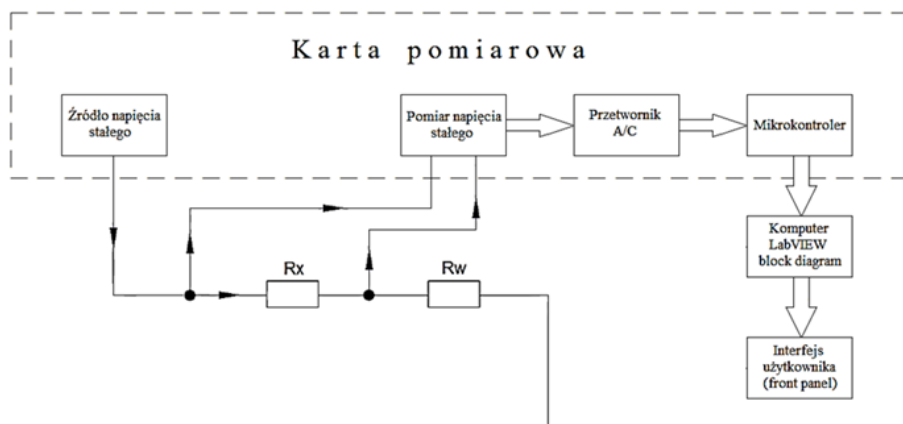 Karta pomiarowa
Źródło napięcia
stałego
Pomiar napięcia
stałego
Przetwornik
A/C
Mikrokontroler
Komputer
LabVIEW
block diagram
Rx
Rw
Interfejs
użytkownika
(front panel)